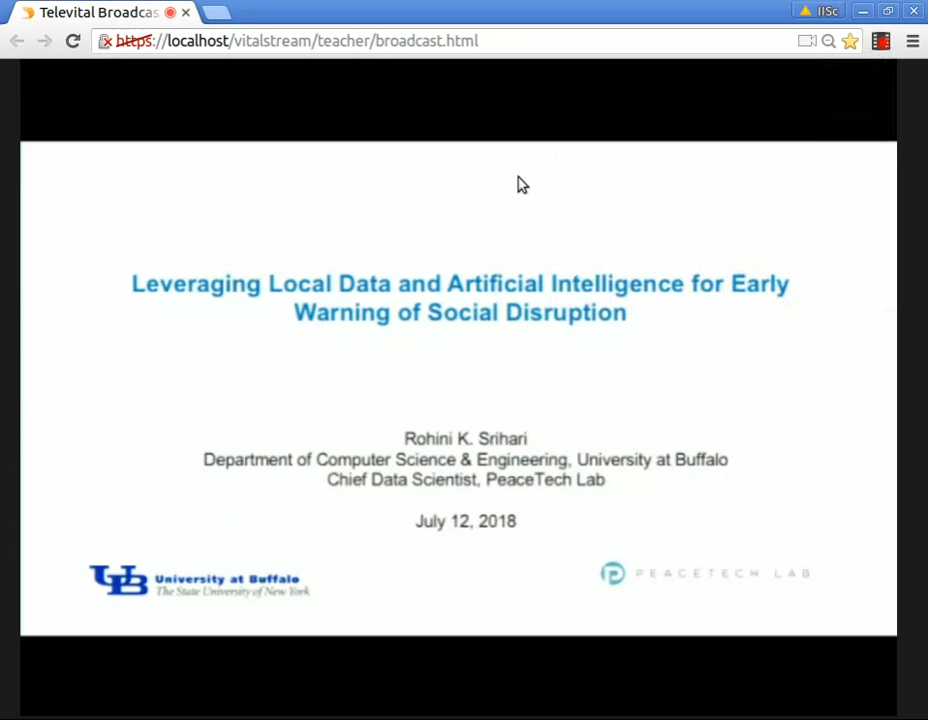 Televital Broadcas
IISc
https://localhost/vitalstream/teacher/broadcast.html
Leveraging Local Data and Artificial Intelligence for Early
Warning of Social Disruption
Rohini K. Srihari
Department of Computer Science & Engineering, University at Buffalo
Chief Data Scientist, PeaceTech Lab
July 12, 2018
UB University at Buffalo
The State University of New York
PEACETECH LAB